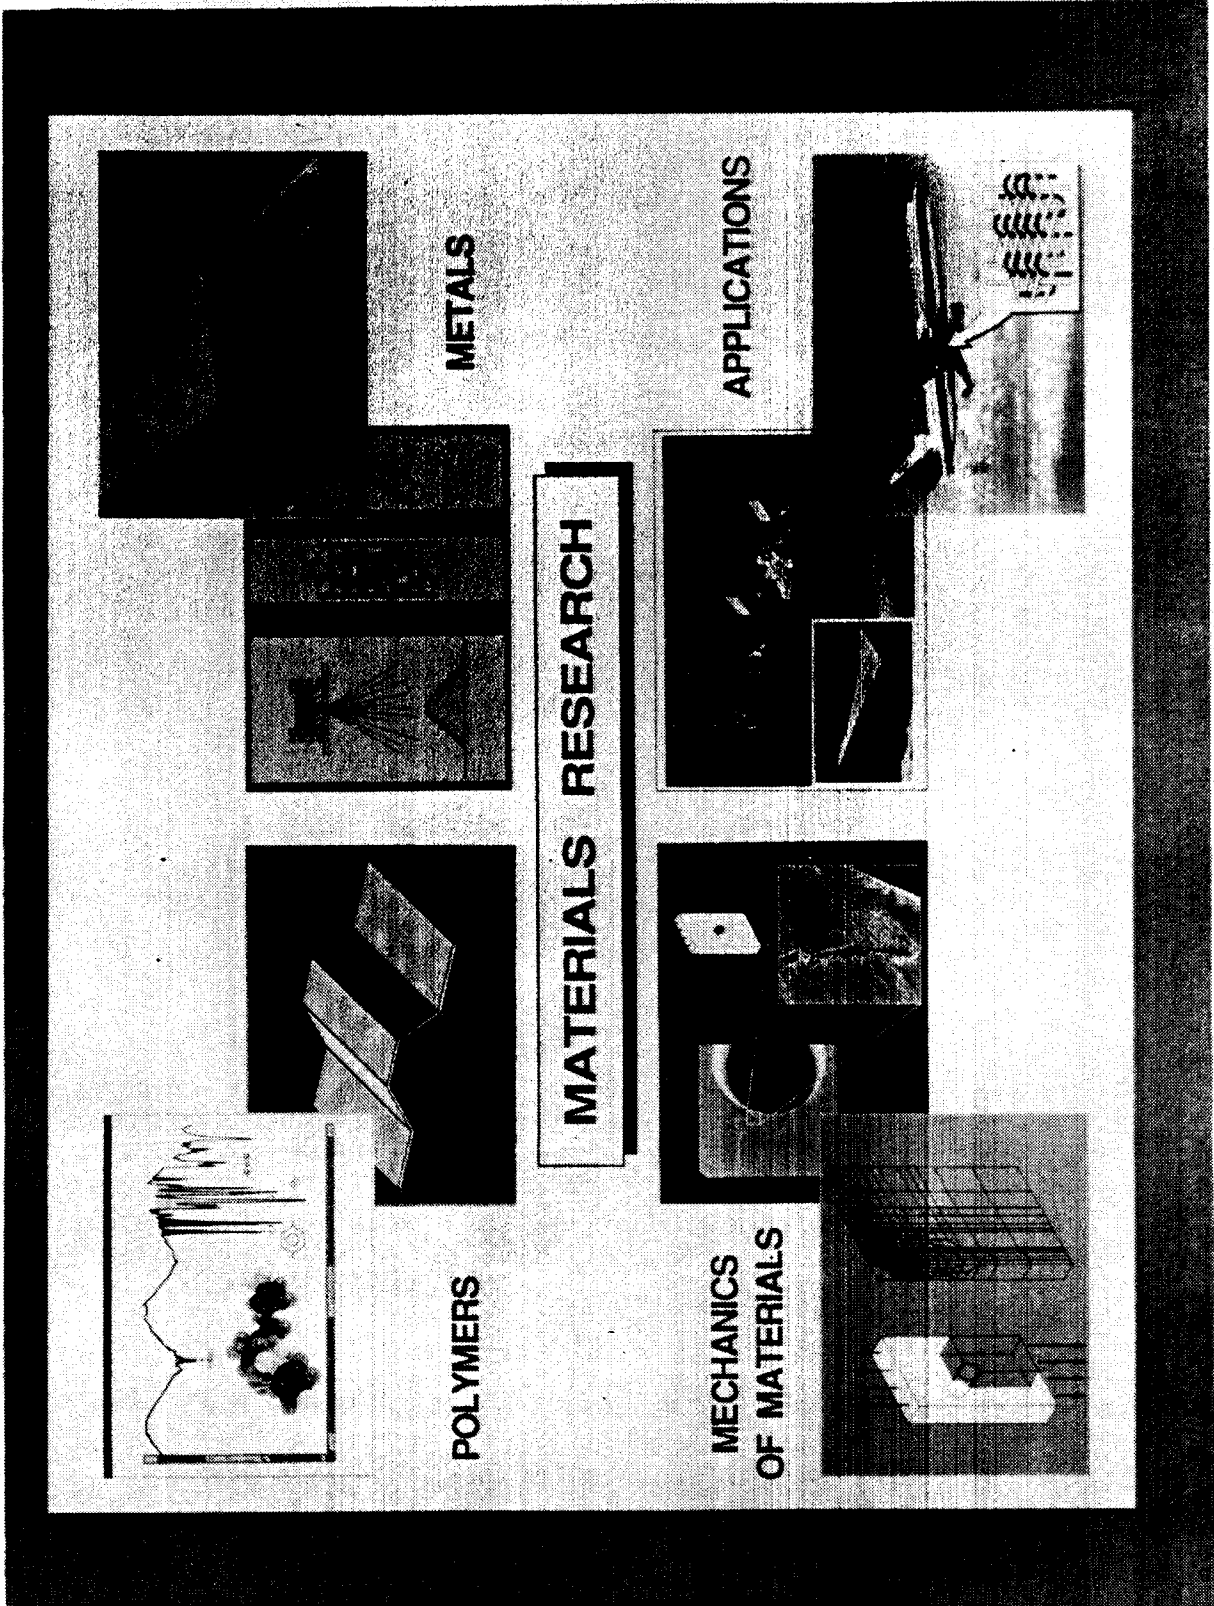 POLYMERS
METALS
MATERIALS RESEARCH
MECHANICS
OF MATERIALS
APPLICATIONS